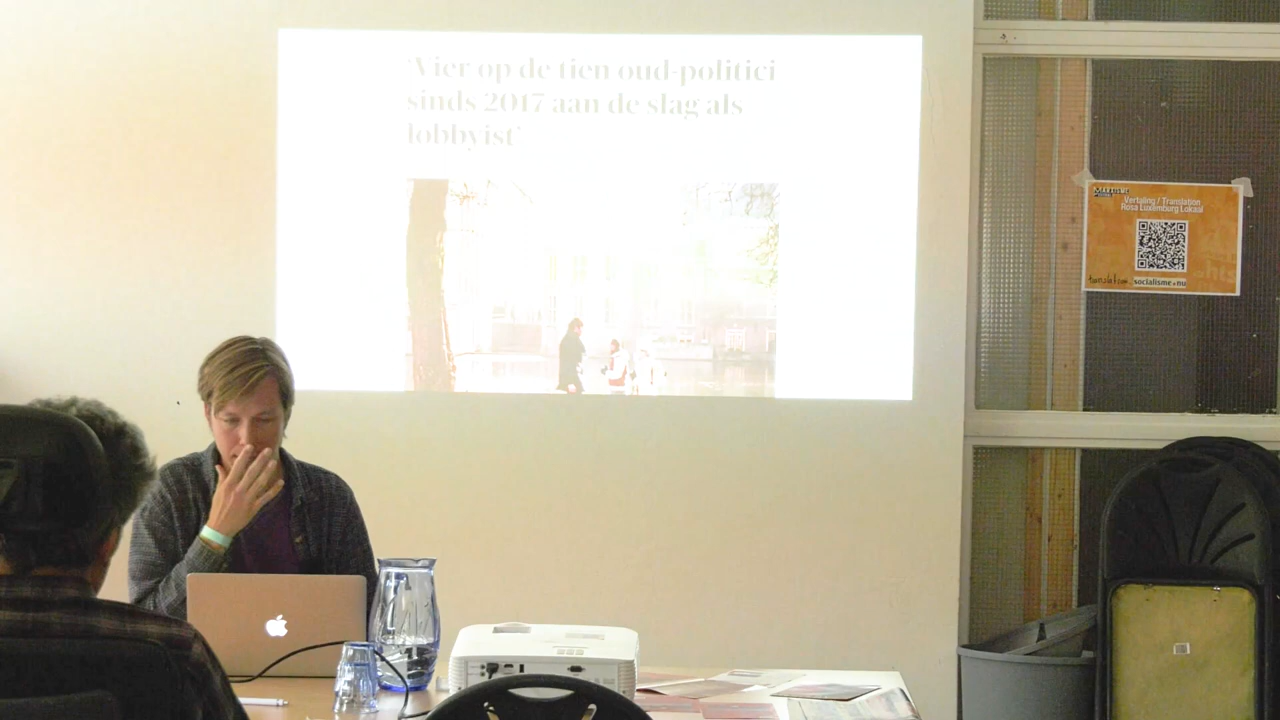 ‘Vier op de tien oud-politici
sinds 2017 aan de slag als
lobbyist’
Vertaling / Translation
Rosa Luxemburg Lokaal
translation
socialisme.nu